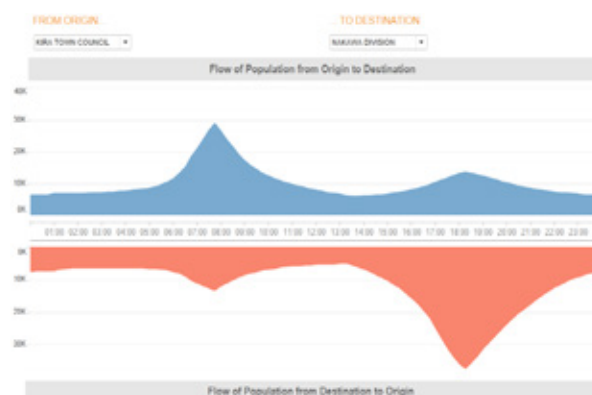 FROM ORIGIN...
...TO DESTINATION
KIRA TOWN COUNCIL
NAKAWA DIVISION
Flow of Population from Origin to Destination
40K
30K
20K
10K
0K
01:00 02:00 03:00 04:00 05:00 06:00 07:00 08:00 09:00 10:00 11:00 12:00 13:00 14:00 15:00 16:00 17:00 18:00 19:00 20:00 21:00 22:00 23:00
0K
10K
20K
30K
Flow of Population from Destination to Origin